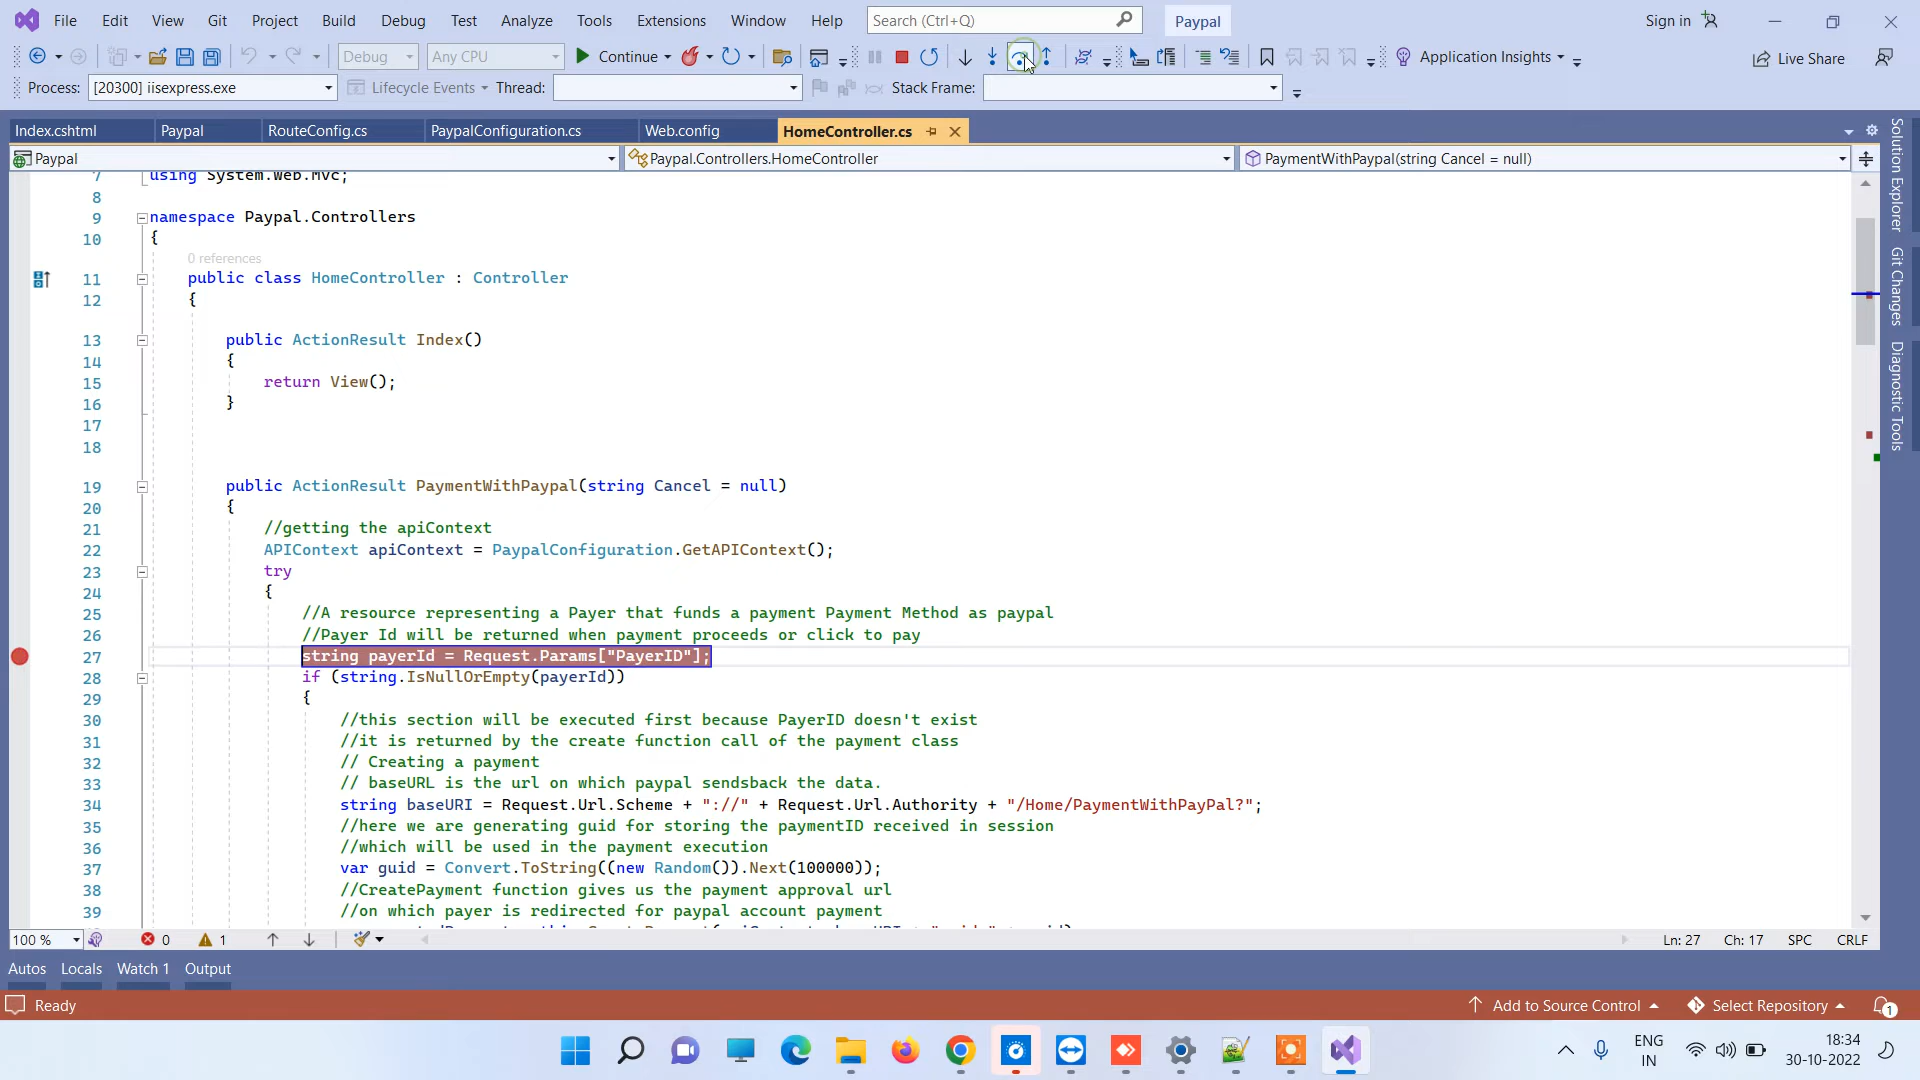 File Edit View Git Project Build Debug Test Analyze Tools Extensions Window Help Search (Ctrl+Q) Paypal Sign in
Debug Any CPU Continue Application Insights Live Share
Process: [20300] iisexpress.exe Lifecycle Events Thread: Stack Frame:
Index.cshtml Paypal RouteConfig.cs PaypalConfiguration.cs Web.config HomeController.cs
Paypal Paypal.Controllers.HomeController PaymentWithPaypal(string Cancel = null)
7 using System.Web.Mvc;
8
9 namespace Paypal.Controllers
10 {
0 references
11 public class HomeController : Controller
12 {
13 public ActionResult Index()
14 {
15 return View();
16 }
17
18
19 public ActionResult PaymentWithPaypal(string Cancel = null)
20 {
21 //getting the apiContext
22 APIContext apiContext = PaypalConfiguration.GetAPIContext();
23 try
24 {
25 //A resource representing a Payer that funds a payment Payment Method as paypal
26 //Payer Id will be returned when payment proceeds or click to pay
27 string payerId = Request.Params["PayerID"];
28 if (string.IsNullOrEmpty(payerId))
29 {
30 //this section will be executed first because PayerID doesn't exist
31 //it is returned by the create function call of the payment class
32 // Creating a payment
33 // baseURL is the url on which paypal sendsback the data.
34 string baseURI = Request.Url.Scheme + "://" + Request.Url.Authority + "/Home/PaymentWithPayPal?";
35 //here we are generating guid for storing the paymentID received in session
36 //which will be used in the payment execution
37 var guid = Convert.ToString((new Random()).Next(100000));
38 //CreatePayment function gives us the payment approval url
39 //on which payer is redirected for paypal account payment
Solution Explorer
Git Changes
Diagnostic Tools
100 % 0 1 Ln: 27 Ch: 17 SPC CRLF
Autos Locals Watch 1 Output
Ready Add to Source Control Select Repository 1
ENG
IN
18:34
30-10-2022